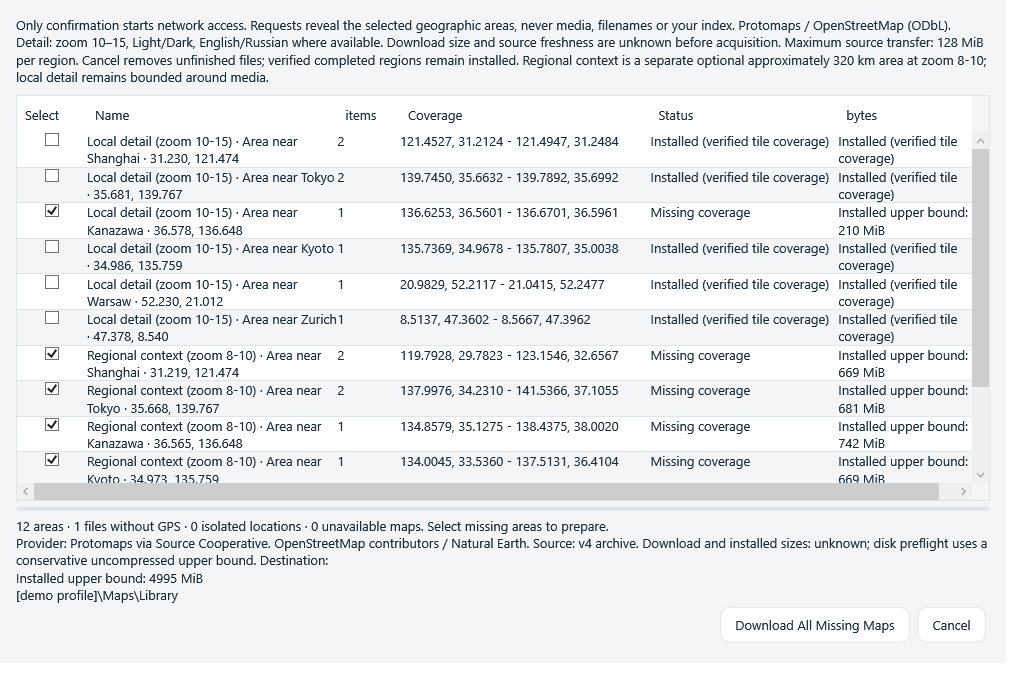 Only confirmation starts network access. Requests reveal the selected geographic areas, never media, filenames or your index. Protomaps / OpenStreetMap (ODbL).
Detail: zoom 10–15, Light/Dark, English/Russian where available. Download size and source freshness are unknown before acquisition. Maximum source transfer: 128 MiB
per region. Cancel removes unfinished files; verified completed regions remain installed. Regional context is a separate optional approximately 320 km area at zoom 8-10;
local detail remains bounded around media.
Select Name items Coverage Status bytes
Local detail (zoom 10-15) · Area near 2 121.4527, 31.2124 - 121.4947, 31.2484 Installed (verified tile coverage) Installed (verified tile
Shanghai · 31.230, 121.474 coverage)
Local detail (zoom 10-15) · Area near Tokyo 2 139.7450, 35.6632 - 139.7892, 35.6992 Installed (verified tile coverage) Installed (verified tile
· 35.681, 139.767 coverage)
Local detail (zoom 10-15) · Area near 1 136.6253, 36.5601 - 136.6701, 36.5961 Missing coverage Installed upper bound:
Kanazawa · 36.578, 136.648 210 MiB
Local detail (zoom 10-15) · Area near Kyoto 1 135.7369, 34.9678 - 135.7807, 35.0038 Installed (verified tile coverage) Installed (verified tile
· 34.986, 135.759 coverage)
Local detail (zoom 10-15) · Area near 1 20.9829, 52.2117 - 21.0415, 52.2477 Installed (verified tile coverage) Installed (verified tile
Warsaw · 52.230, 21.012 coverage)
Local detail (zoom 10-15) · Area near Zurich 1 8.5137, 47.3602 - 8.5667, 47.3962 Installed (verified tile coverage) Installed (verified tile
· 47.378, 8.540 coverage)
Regional context (zoom 8-10) · Area near 2 119.7928, 29.7823 - 123.1546, 32.6567 Missing coverage Installed upper bound:
Shanghai · 31.219, 121.474 669 MiB
Regional context (zoom 8-10) · Area near 2 137.9976, 34.2310 - 141.5366, 37.1055 Missing coverage Installed upper bound:
Tokyo · 35.668, 139.767 681 MiB
Regional context (zoom 8-10) · Area near 1 134.8579, 35.1275 - 138.4375, 38.0020 Missing coverage Installed upper bound:
Kanazawa · 36.565, 136.648 742 MiB
Regional context (zoom 8-10) · Area near 1 134.0045, 33.5360 - 137.5131, 36.4104 Missing coverage Installed upper bound:
Kyoto · 34.973, 135.759 669 MiB
12 areas · 1 files without GPS · 0 isolated locations · 0 unavailable maps. Select missing areas to prepare.
Provider: Protomaps via Source Cooperative. OpenStreetMap contributors / Natural Earth. Source: v4 archive. Download and installed sizes: unknown; disk preflight uses a
conservative uncompressed upper bound. Destination:
Installed upper bound: 4995 MiB
[demo profile]\Maps\Library
Download All Missing Maps Cancel